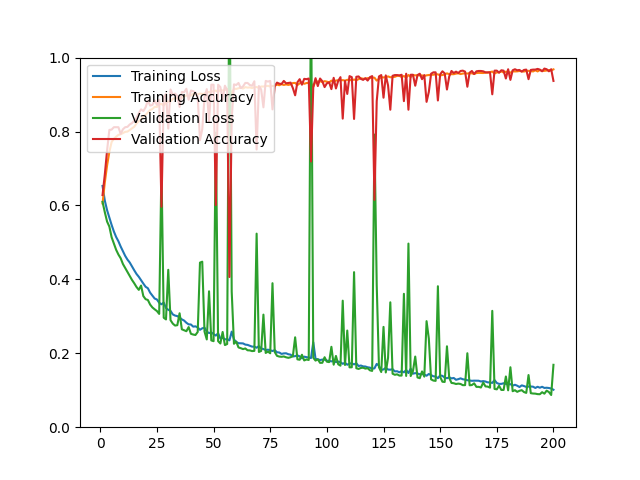 1.0
0.8
0.6
0.4
0.2
0.0
Training Loss
Training Accuracy
Validation Loss
Validation Accuracy
0 25 50 75 100 125 150 175 200